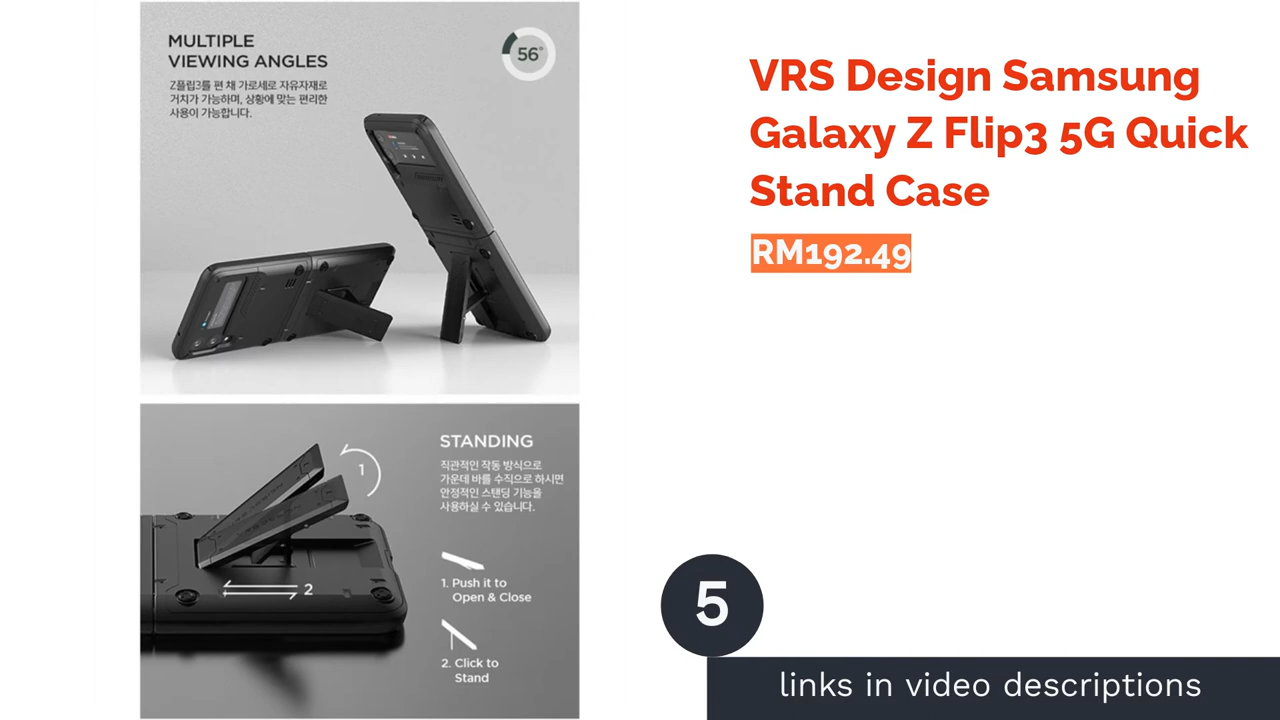 MULTIPLE
VIEWING ANGLES
Z플립3를 편 채 가로세로 자유자재로
거치가 가능하며, 상황에 맞는 편리한
사용이 가능합니다.
56°
STANDING
직관적인 작동 방식으로
가운데 바를 수직으로 하시면
안정적인 스탠딩 기능을
사용하실 수 있습니다.
1
2
1. Push it to
Open & Close
2. Click to
Stand
VRS Design Samsung
Galaxy Z Flip3 5G Quick
Stand Case
RM192.49
5
links in video descriptions